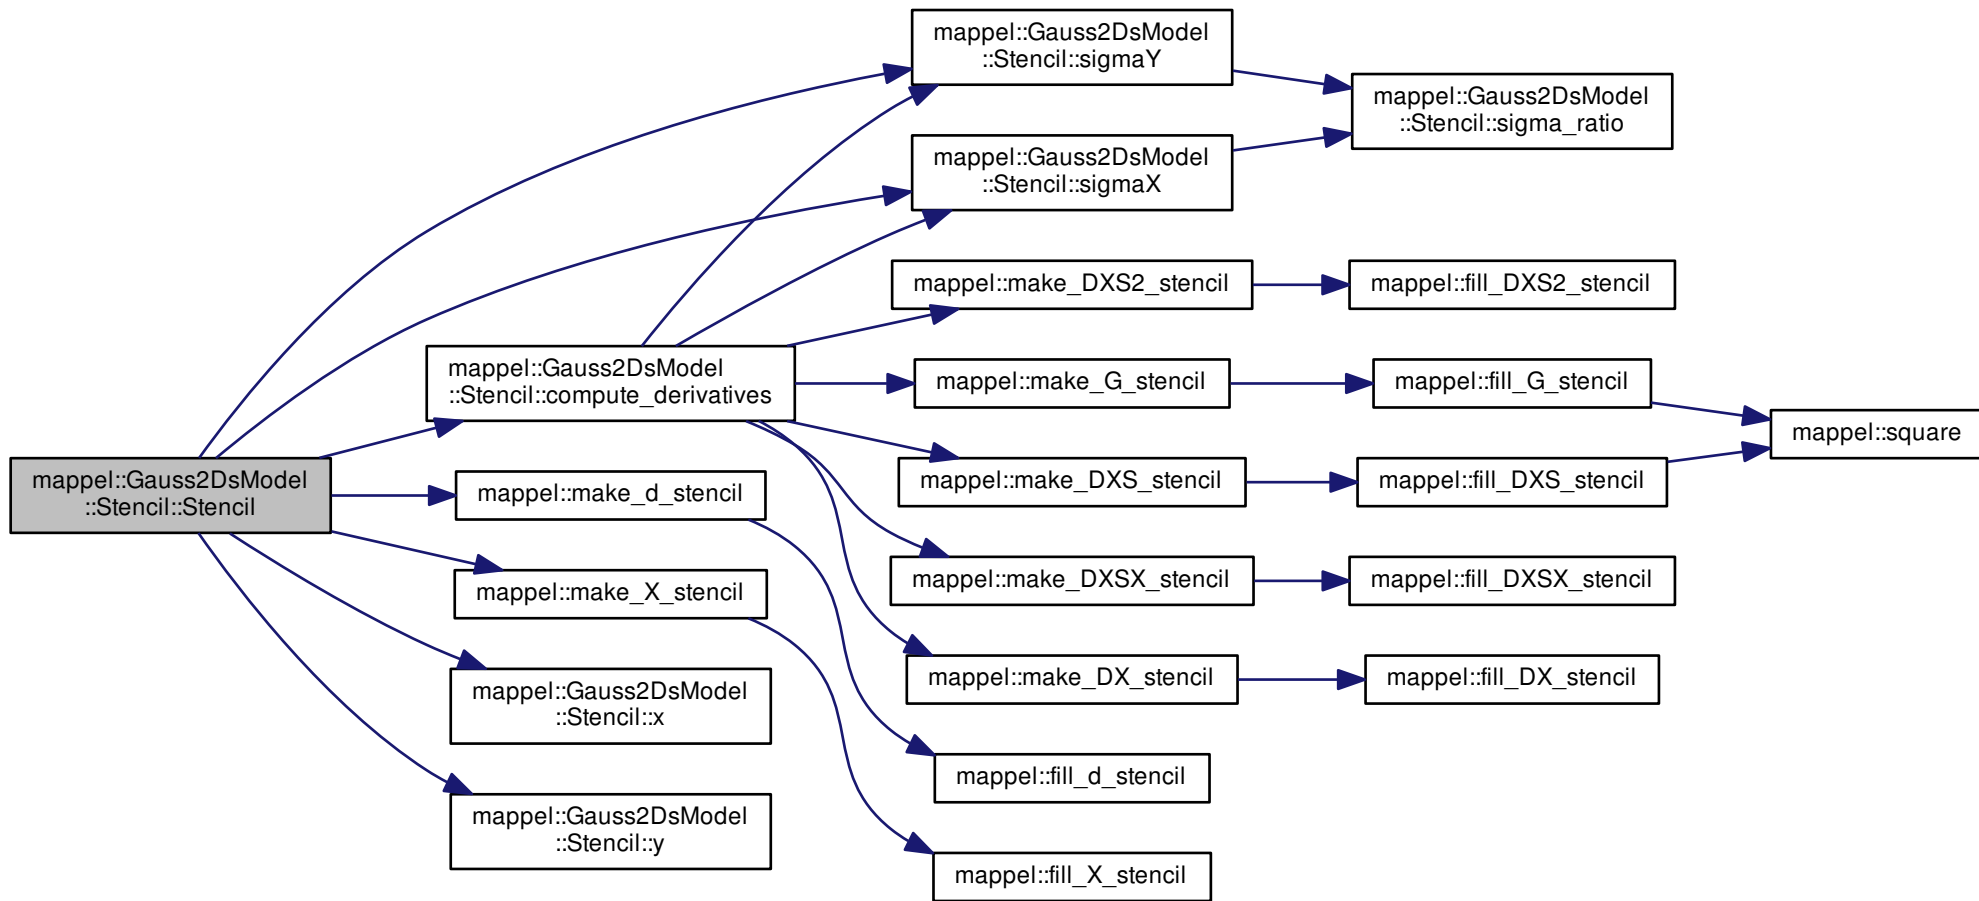 mappel::Gauss2DsModel
::Stencil::Stencil
mappel::Gauss2DsModel
::Stencil::compute_derivatives
mappel::make_d_stencil
mappel::make_X_stencil
mappel::Gauss2DsModel
::Stencil::x
mappel::Gauss2DsModel
::Stencil::y
mappel::Gauss2DsModel
::Stencil::sigmaY
mappel::Gauss2DsModel
::Stencil::sigmaX
mappel::make_DXS2_stencil
mappel::make_G_stencil
mappel::make_DXS_stencil
mappel::make_DXSX_stencil
mappel::make_DX_stencil
mappel::fill_d_stencil
mappel::fill_X_stencil
mappel::Gauss2DsModel
::Stencil::sigma_ratio
mappel::fill_DXS2_stencil
mappel::fill_G_stencil
mappel::fill_DXS_stencil
mappel::fill_DXSX_stencil
mappel::fill_DX_stencil
mappel::square